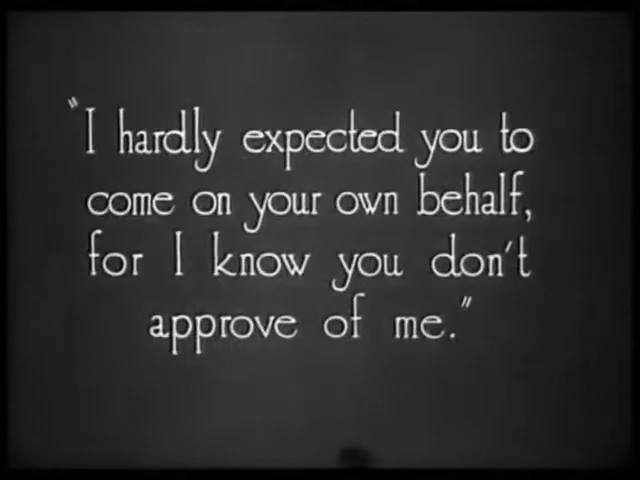 "I hardly expected you to
come on your own behalf,
for I know you don't
approve of me."